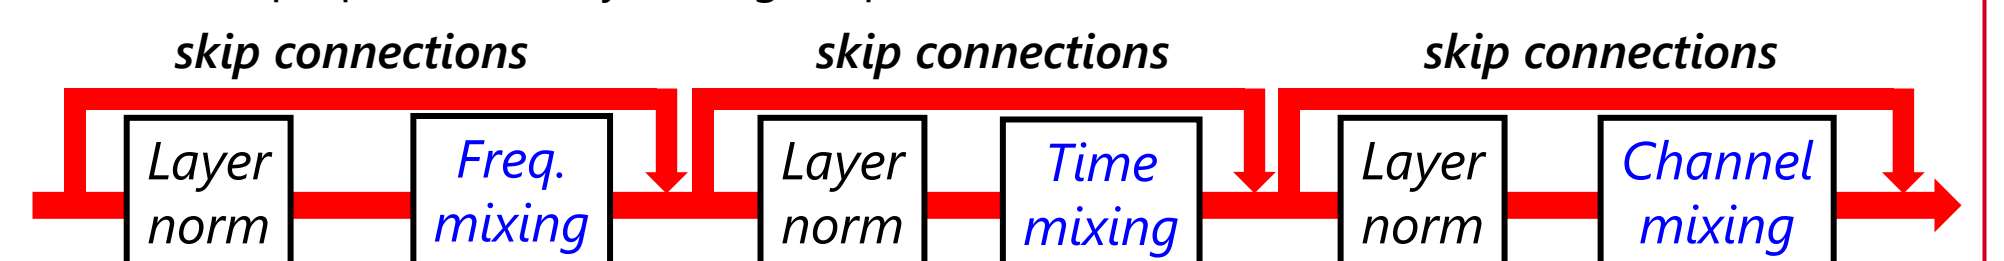 skip connections skip connections skip connections
Layer Freq. Layer Time Layer Channel
norm mixing norm mixing norm mixing